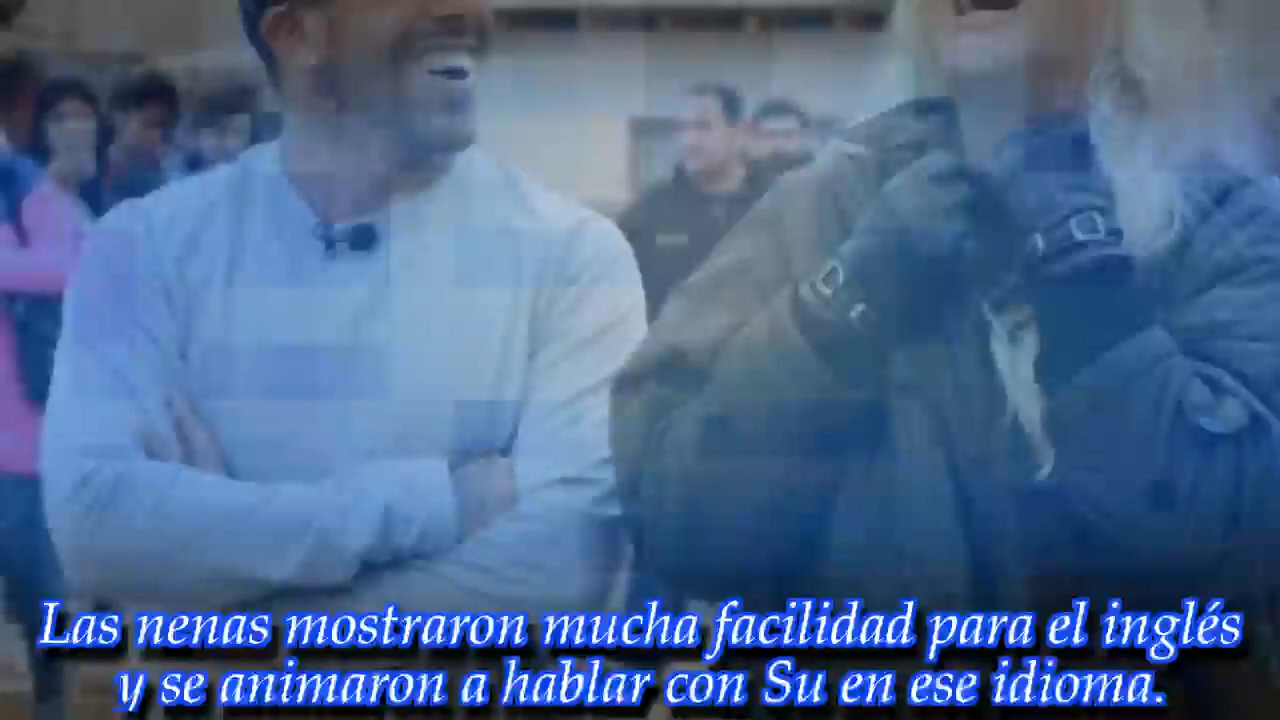 Las nenas mostraron mucha facilidad para el inglés
y se animaron a hablar con Su en ese idioma.